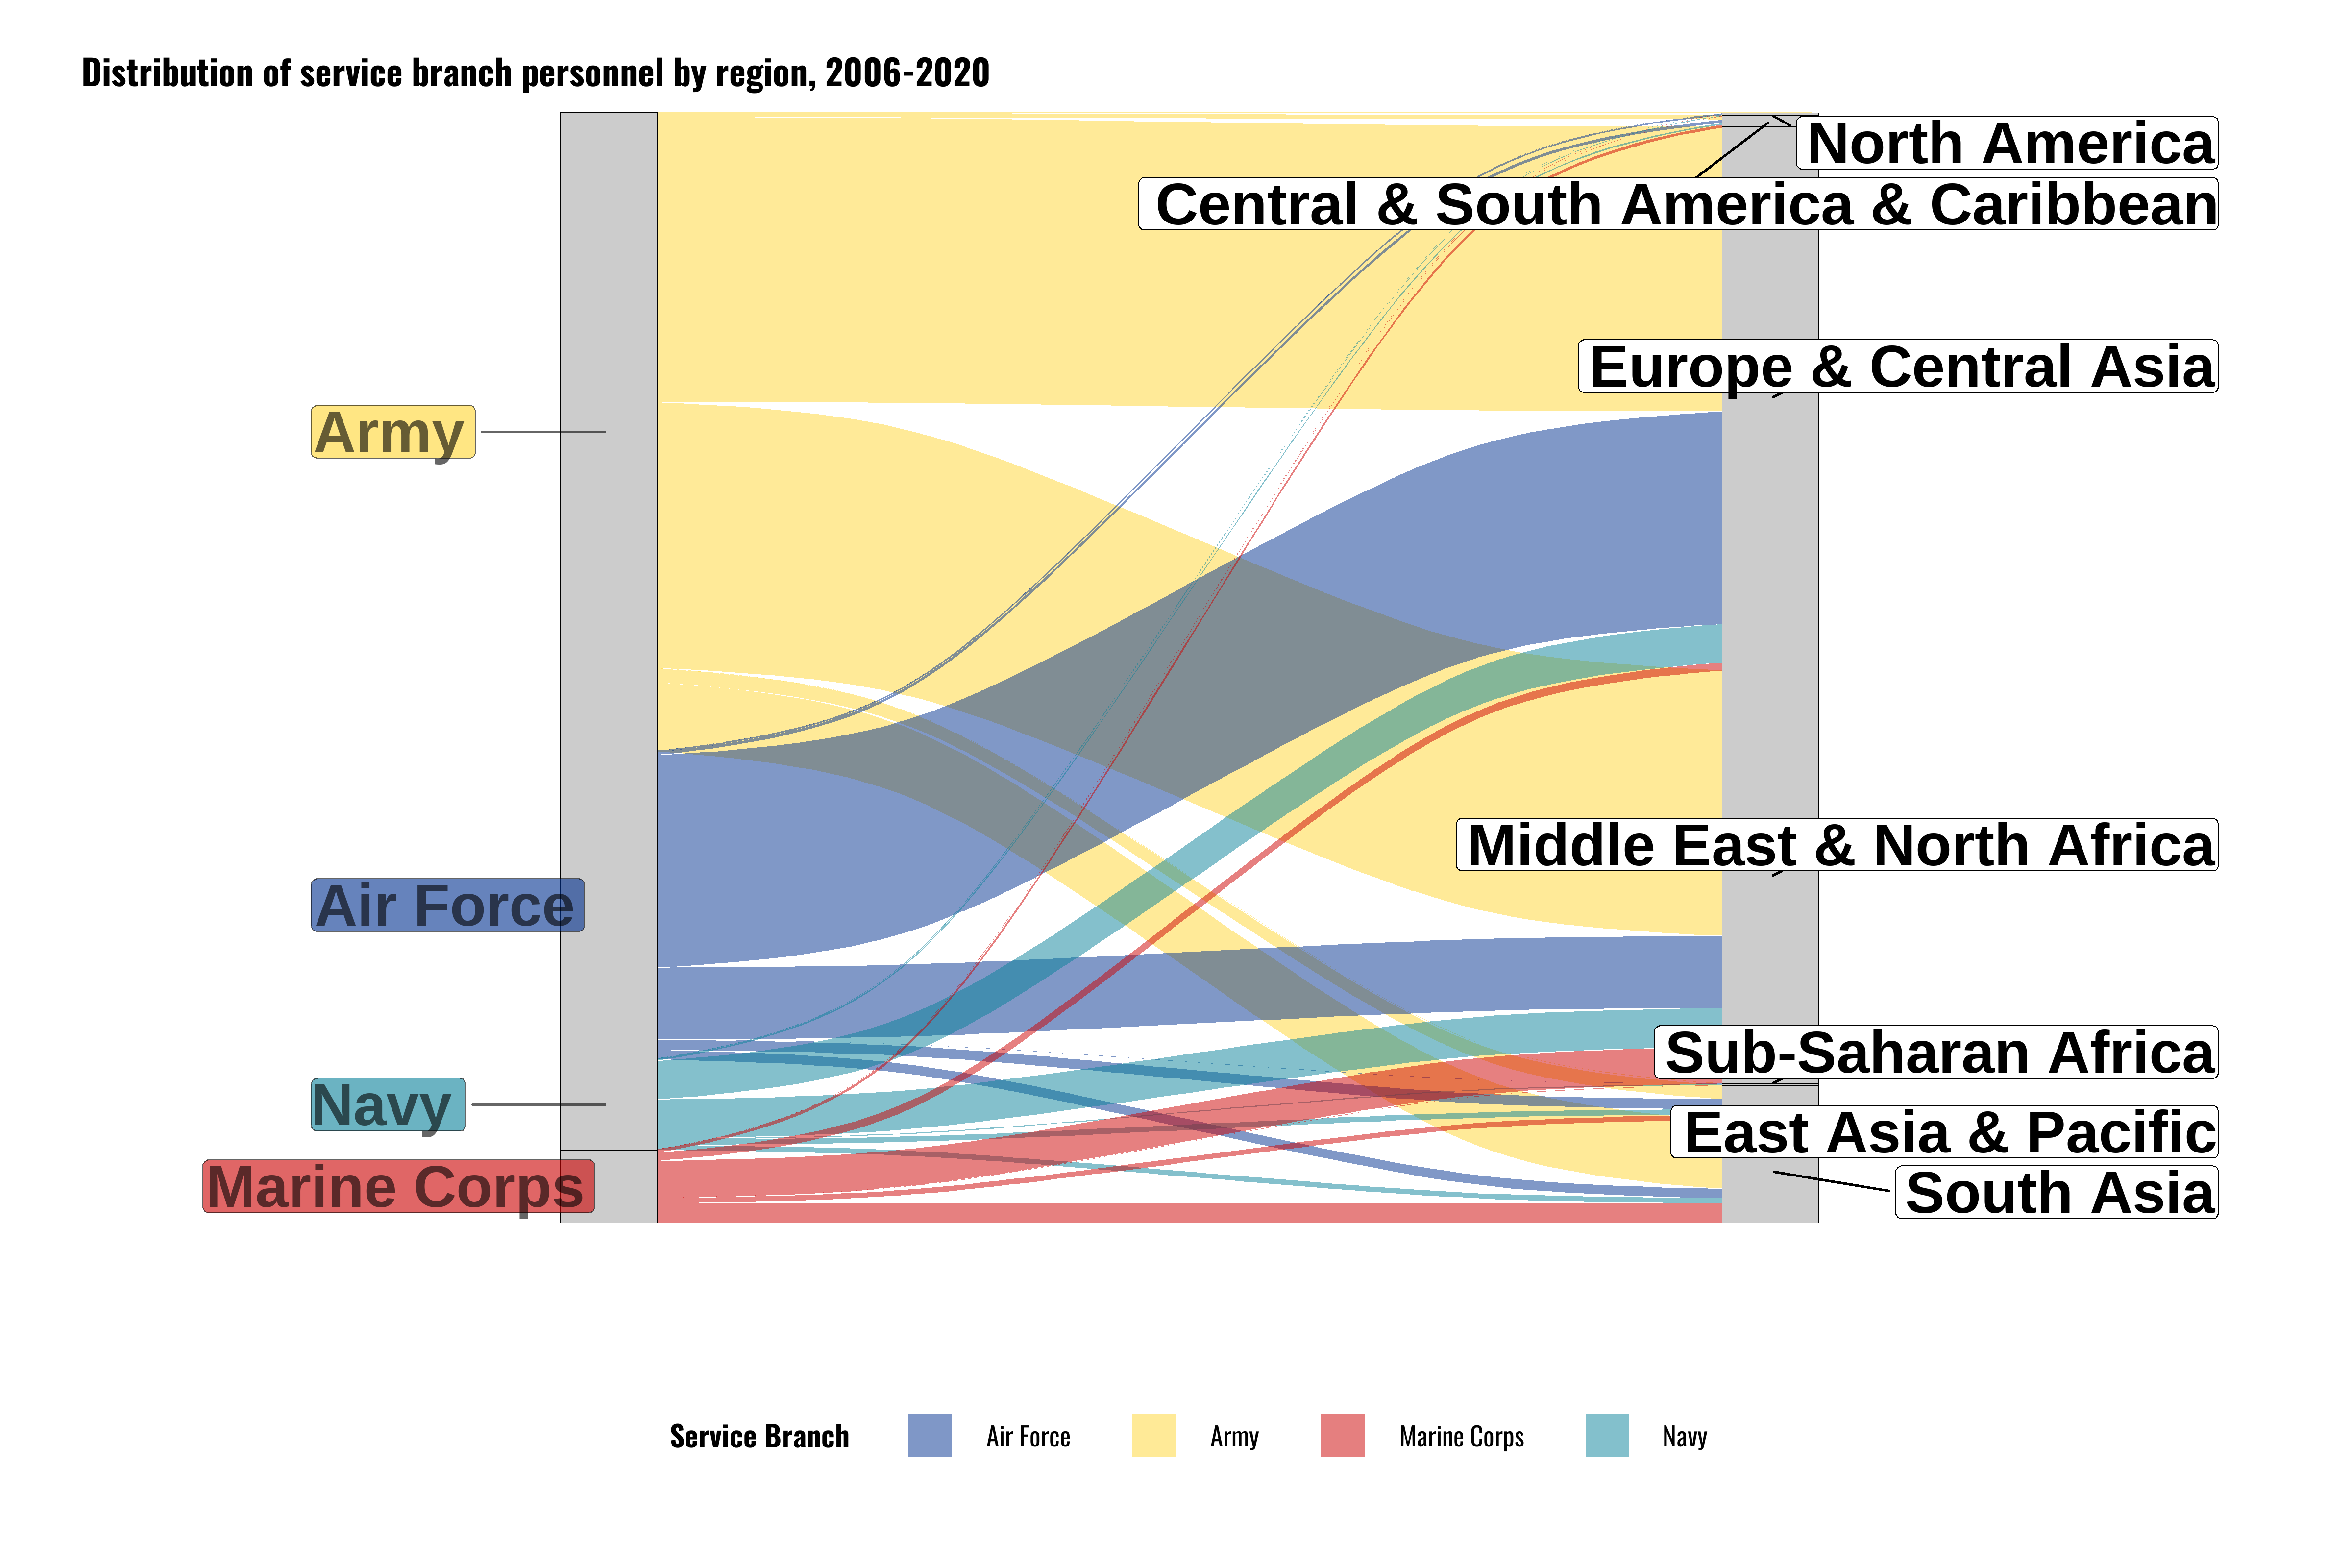 Distribution of service branch personnel by region, 2006-2020
North America
Central & South America & Caribbean
Europe & Central Asia
Army
Middle East & North Africa
Air Force
Sub-Saharan Africa
Navy
East Asia & Pacific
Marine Corps
South Asia
Service Branch Air Force Army Marine Corps Navy